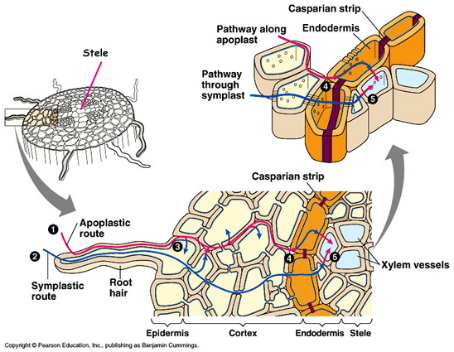 Casparian strip
Pathway along
apoplast
Endodermis
Stele
Pathway
through
symplast
4
5
Casparian strip
1
Apoplastic
route
2
3
4
5
Symplastic
route
Root
hair
Xylem vessels
Epidermis
Cortex
Endodermis
Stele
Copyright © Pearson Education, Inc., publishing as Benjamin Cummings.